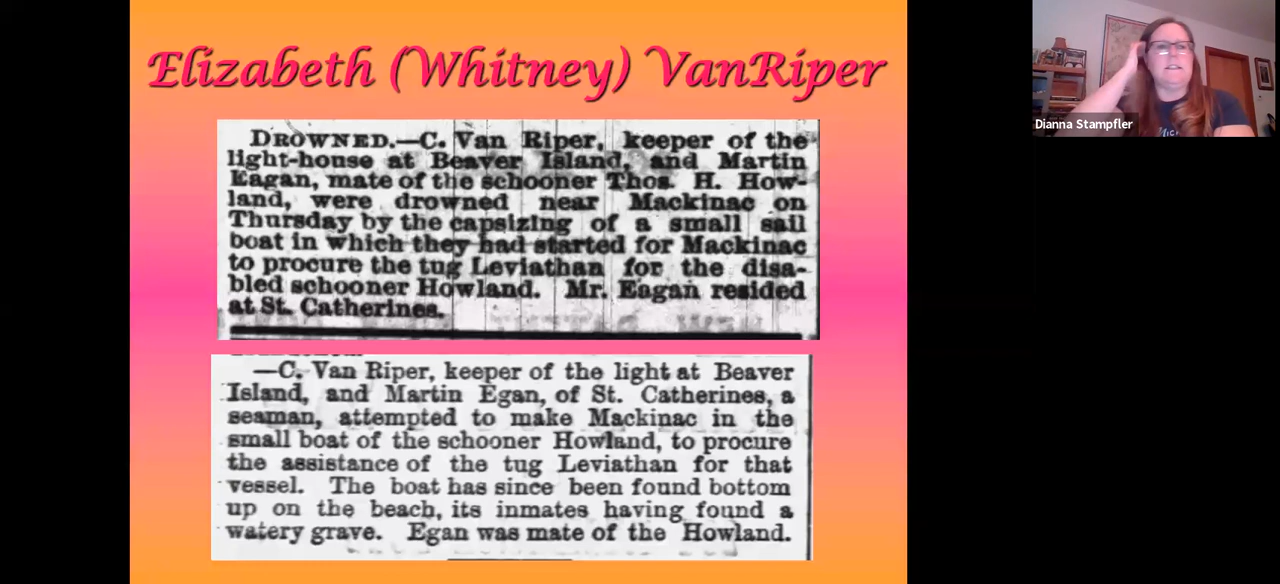 Elizabeth (Whitney) VanRiper
DROWNED.—C. Van Riper, keeper of the
light-house at Beaver Island, and Martin
Eagan, mate of the schooner Thos. H. How-
land, were drowned near Mackinac on
Thursday by the capsizing of a small sail
boat in which they had started for Mackinac
to procure the tug Leviathan for the disa-
bled schooner Howland. Mr. Eagan resided
at St. Catherines.
—C. Van Riper, keeper of the light at Beaver
Island, and Martin Egan, of St. Catherines, a
seaman, attempted to make Mackinac in the
small boat of the schooner Howland, to procure
the assistance of the tug Leviathan for that
vessel. The boat has since been found bottom
up on the beach, its inmates having found a
watery grave. Egan was mate of the Howland.
Dianna Stampfler